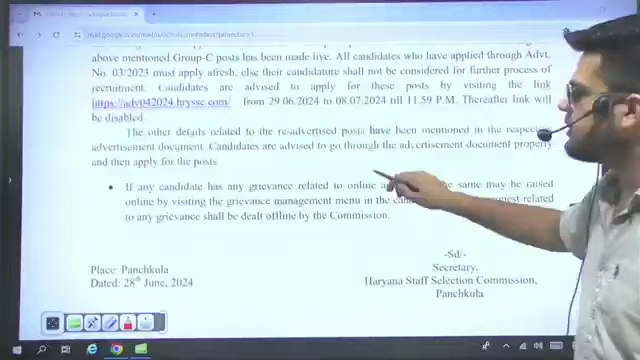 above mentioned Group-C posts has been made live. All candidates who have applied through Advt.
No. 03/2023 must apply afresh, else their candidature shall not be considered for further process of
recruitment. Candidates are advised to apply for these posts by visiting the link
https://adv042024.hryssc.com/ from 29.06.2024 to 08.07.2024 till 11.59 P.M. Thereafter link will
be disabled.
The other details related to the re-advertised posts have been mentioned in the
advertisement document. Candidates are advised to go through the advertisement document properly
and then apply for the posts.
• If any candidate has any grievance related to online the same may be raised
online by visiting the grievance management menu in the related
to any grievance shall be dealt offline by the Commission.
-Sd/-
Secretary,
Place: Panchkula
Haryana Staff Selection Commission,
Dated: 28th June, 2024
Panchkula